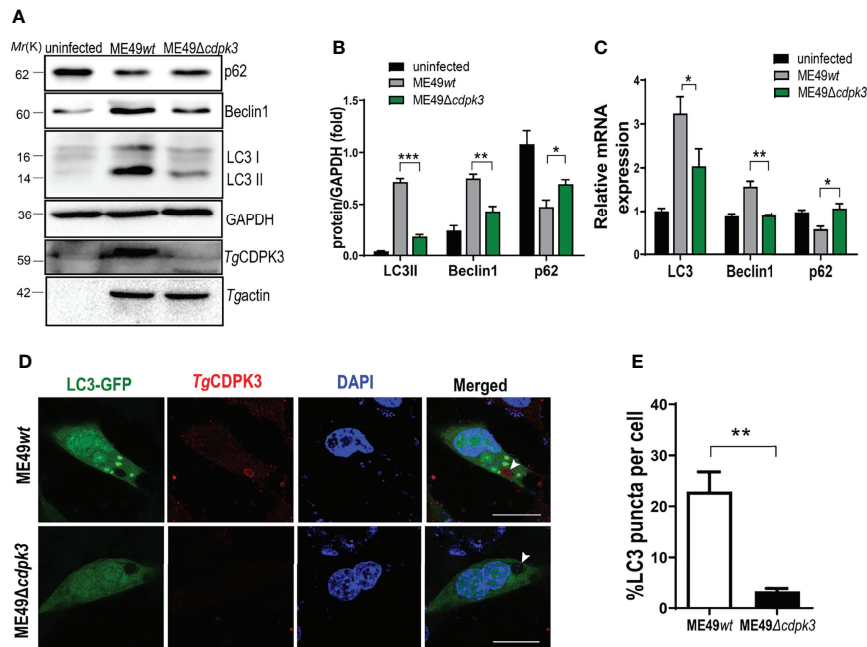 A
Mr(K) uninfected ME49wt ME49Δcdpk3
62 p62
60 Beclin1
16 LC3 I
14 LC3 II
36 GAPDH
59 TgCDPK3
42 Tgactin
B
uninfected
ME49wt
ME49Δcdpk3
protein/GAPDH (fold)
1.5
1.0
0.5
0.0
*** ** *
LC3II Beclin1 p62
C
uninfected
ME49wt
ME49Δcdpk3
Relative mRNA
expression
4
3
2
1
0
* ** *
LC3 Beclin1 p62
D
LC3-GFP TgCDPK3 DAPI Merged
ME49wt
ME49Δcdpk3
E
%LC3 puncta per cell
40
30
20
10
0
**
ME49wt ME49Δcdpk3